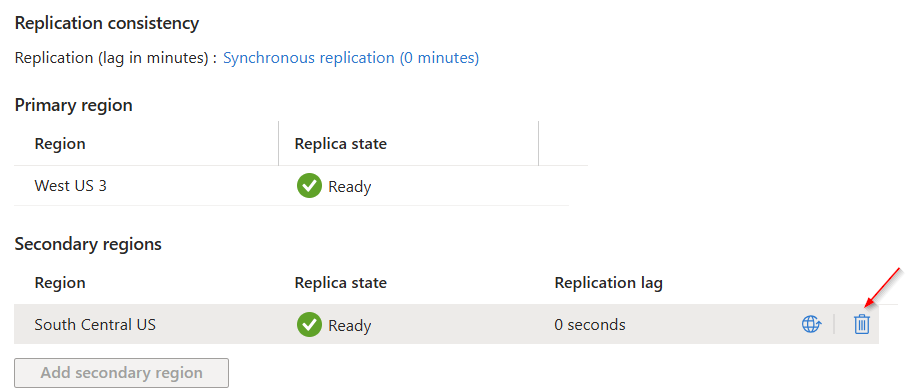 Replication consistency
Replication (lag in minutes) : Synchronous replication (0 minutes)
Primary region
Region Replica state
West US 3 Ready
Secondary regions
Region Replica state Replication lag
South Central US Ready 0 seconds
Add secondary region